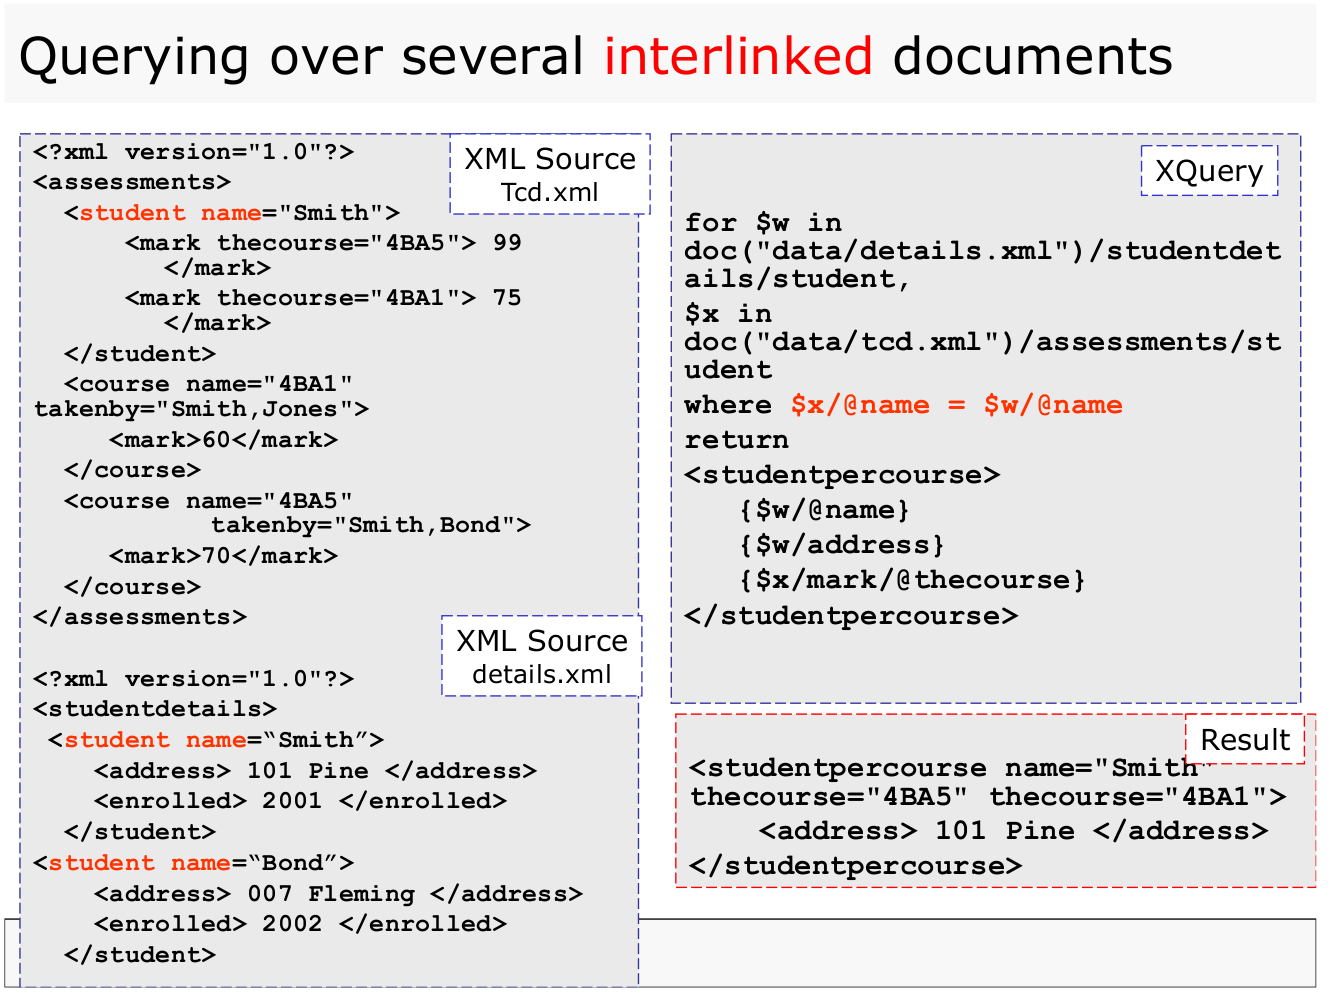 Querying over several interlinked documents
XML Source
Tcd.xml
<?xml version="1.0"?>
<assessments>
<student name="Smith">
<mark thecourse="4BA5"> 99
</mark>
<mark thecourse="4BA1"> 75
</mark>
</student>
<course name="4BA1"
takenby="Smith,Jones">
<mark>60</mark>
</course>
<course name="4BA5"
takenby="Smith,Bond">
<mark>70</mark>
</course>
</assessments>
XML Source
details.xml
<?xml version="1.0"?>
<studentdetails>
<student name=“Smith”>
<address> 101 Pine </address>
<enrolled> 2001 </enrolled>
</student>
<student name=“Bond”>
<address> 007 Fleming </address>
<enrolled> 2002 </enrolled>
</student>
XQuery
for $w in
doc("data/details.xml")/studentdet
ails/student,
$x in
doc("data/tcd.xml")/assessments/st
udent
where $x/@name = $w/@name
return
<studentpercourse>
{$w/@name}
{$w/address}
{$x/mark/@thecourse}
</studentpercourse>
Result
<studentpercourse name="Smith"
thecourse="4BA5" thecourse="4BA1">
<address> 101 Pine </address>
</studentpercourse>